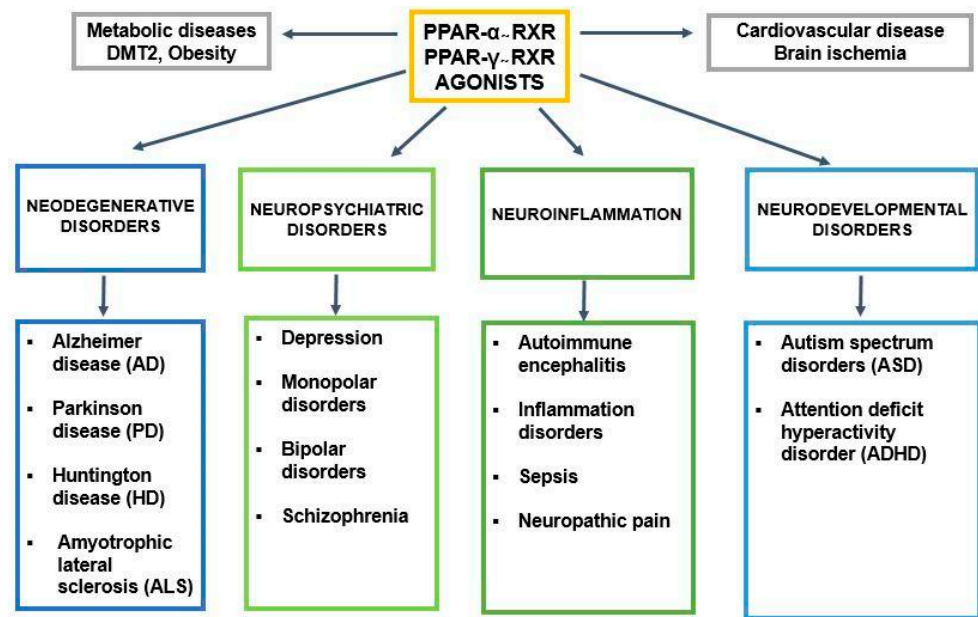 Metabolic diseases
DMT2, Obesity
PPAR-α~RXR
PPAR-γ~RXR
AGONISTS
Cardiovascular disease
Brain ischemia
NEODEGENERATIVE
DISORDERS
NEUROPSYCHIATRIC
DISORDERS
NEUROINFLAMMATION
NEURODEVELOPMENTAL
DISORDERS
▪ Alzheimer
disease (AD)
▪ Parkinson
disease (PD)
▪ Huntington
disease (HD)
▪ Amyotrophic
lateral
sclerosis (ALS)
▪ Depression
▪ Monopolar
disorders
▪ Bipolar
disorders
▪ Schizophrenia
▪ Autoimmune
encephalitis
▪ Inflammation
disorders
▪ Sepsis
▪ Neuropathic pain
▪ Autism spectrum
disorders (ASD)
▪ Attention deficit
hyperactivity
disorder (ADHD)